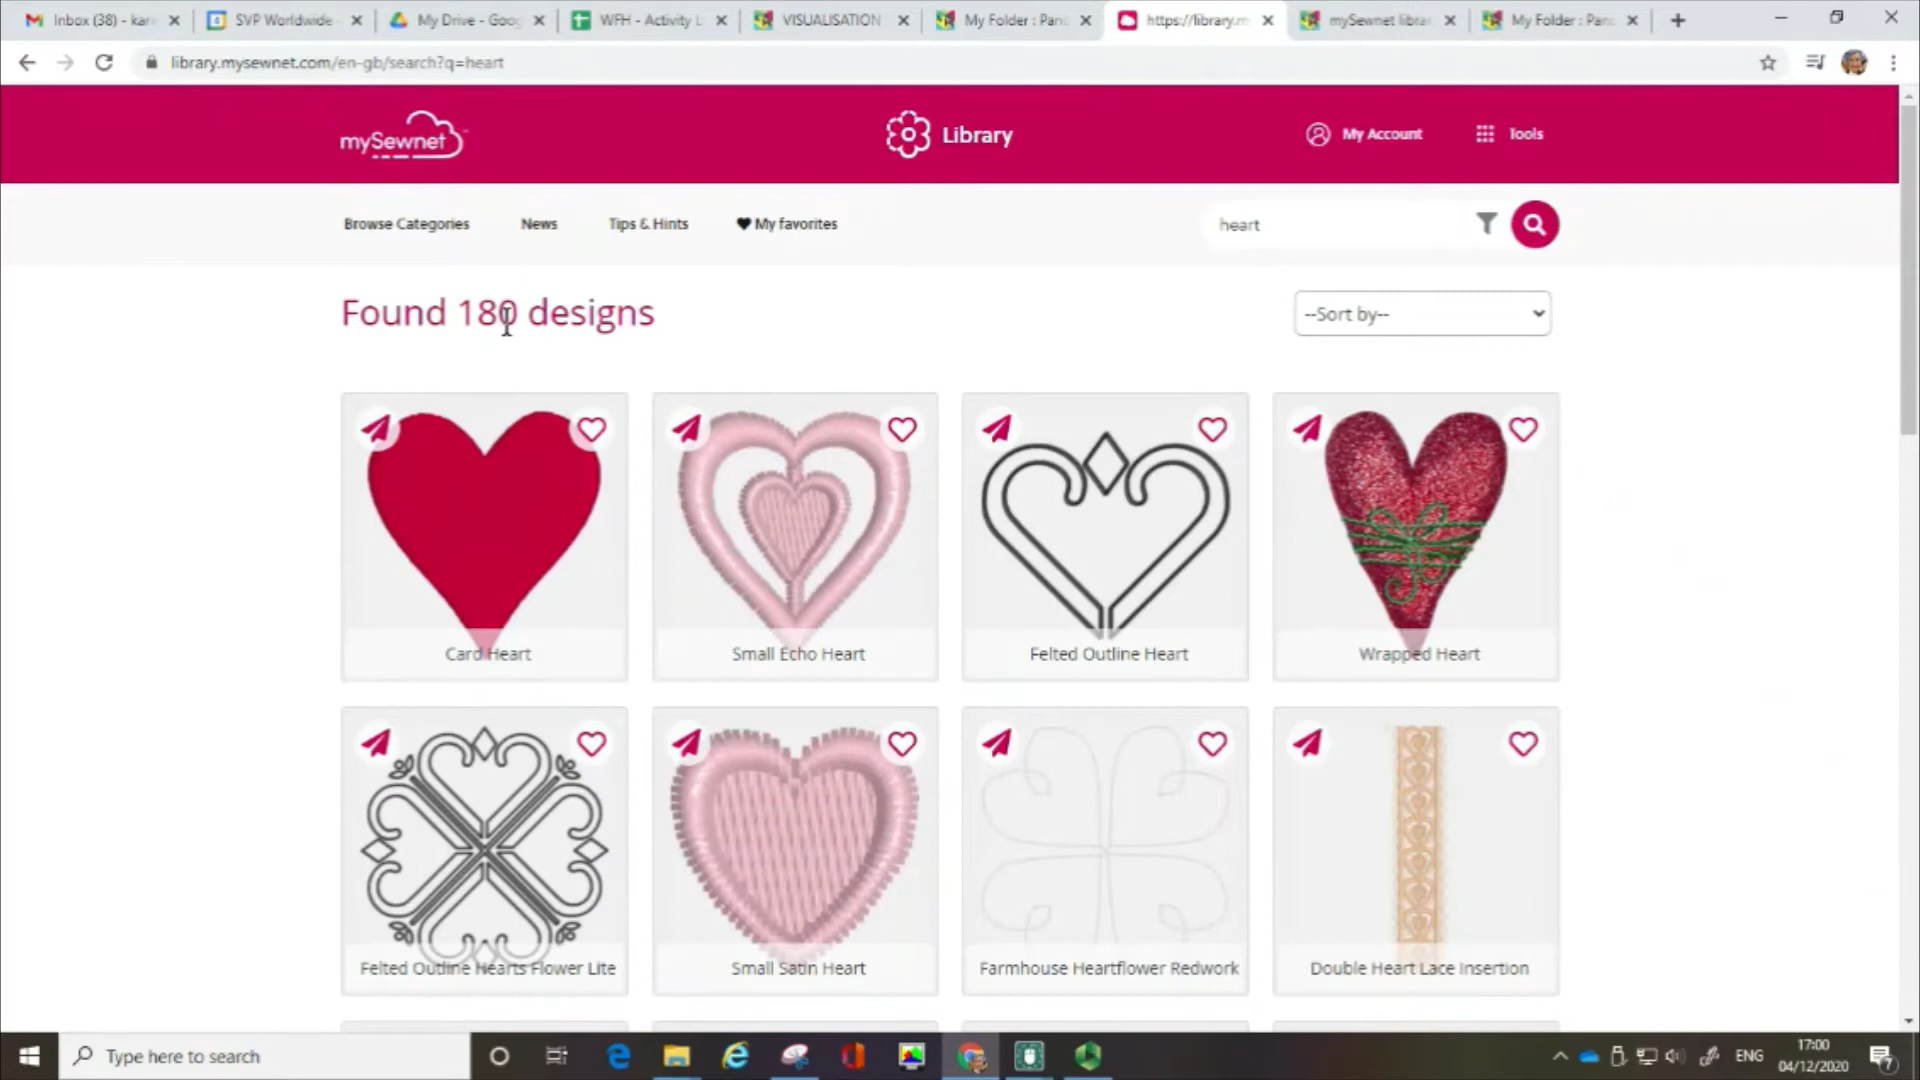 Inbox (38) - kar
SVP Worldwide -
My Drive - Goog
WFH - Activity L
VISUALISATION
My Folder : Panc
https://library.m
mySewnet librar
My Folder : Panc
library.mysewnet.com/en-gb/search?q=heart
mySewnet™
Library
My Account
Tools
Browse Categories
News
Tips & Hints
My favorites
heart
Found 180 designs
--Sort by--
Card Heart
Small Echo Heart
Felted Outline Heart
Wrapped Heart
Felted Outline Hearts Flower Lite
Small Satin Heart
Farmhouse Heartflower Redwork
Double Heart Lace Insertion
Type here to search
ENG
17:00
04/12/2020
7